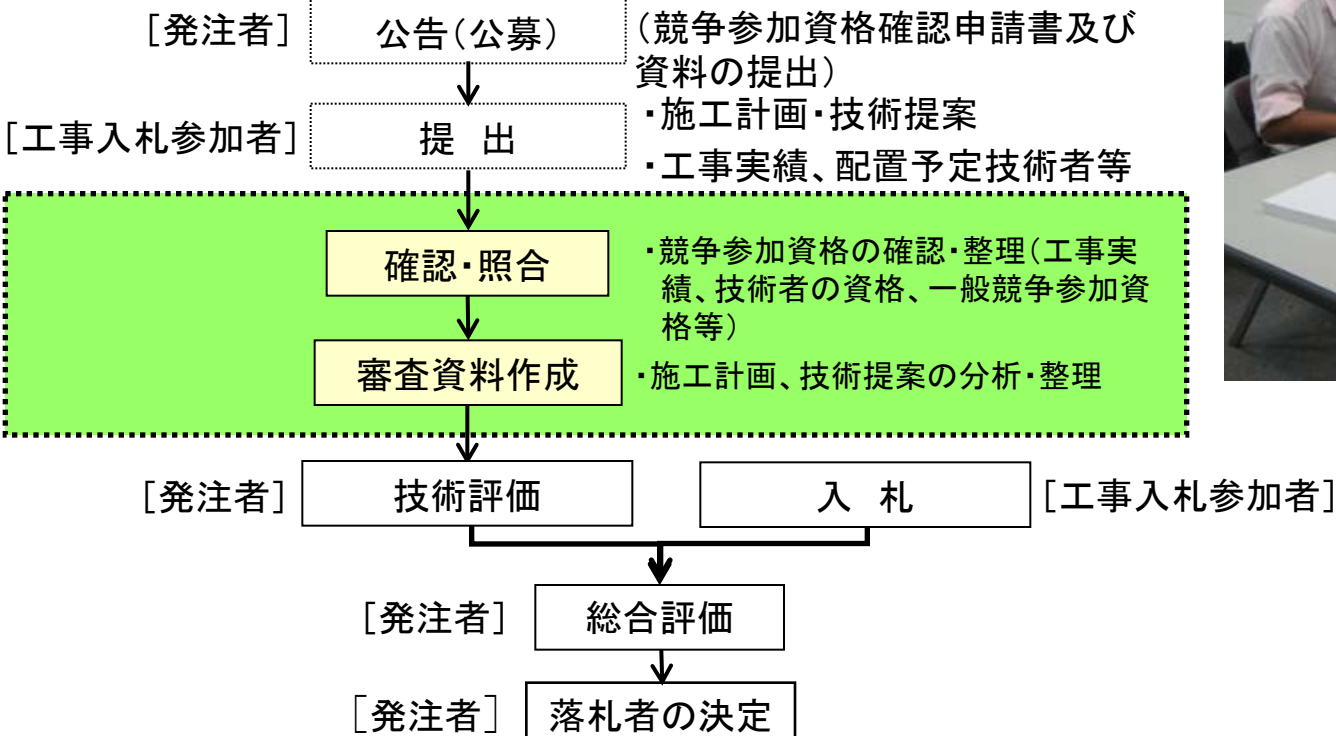 [発注者] 公告(公募) (競争参加資格確認申請書及び
資料の提出)
[工事入札参加者] 提 出 ・施工計画・技術提案
・工事実績、配置予定技術者等
確認・照合 ・競争参加資格の確認・整理(工事実
績、技術者の資格、一般競争参加資
格等)
審査資料作成 ・施工計画、技術提案の分析・整理
[発注者] 技術評価 入 札 [工事入札参加者]
[発注者] 総合評価
[発注者] 落札者の決定